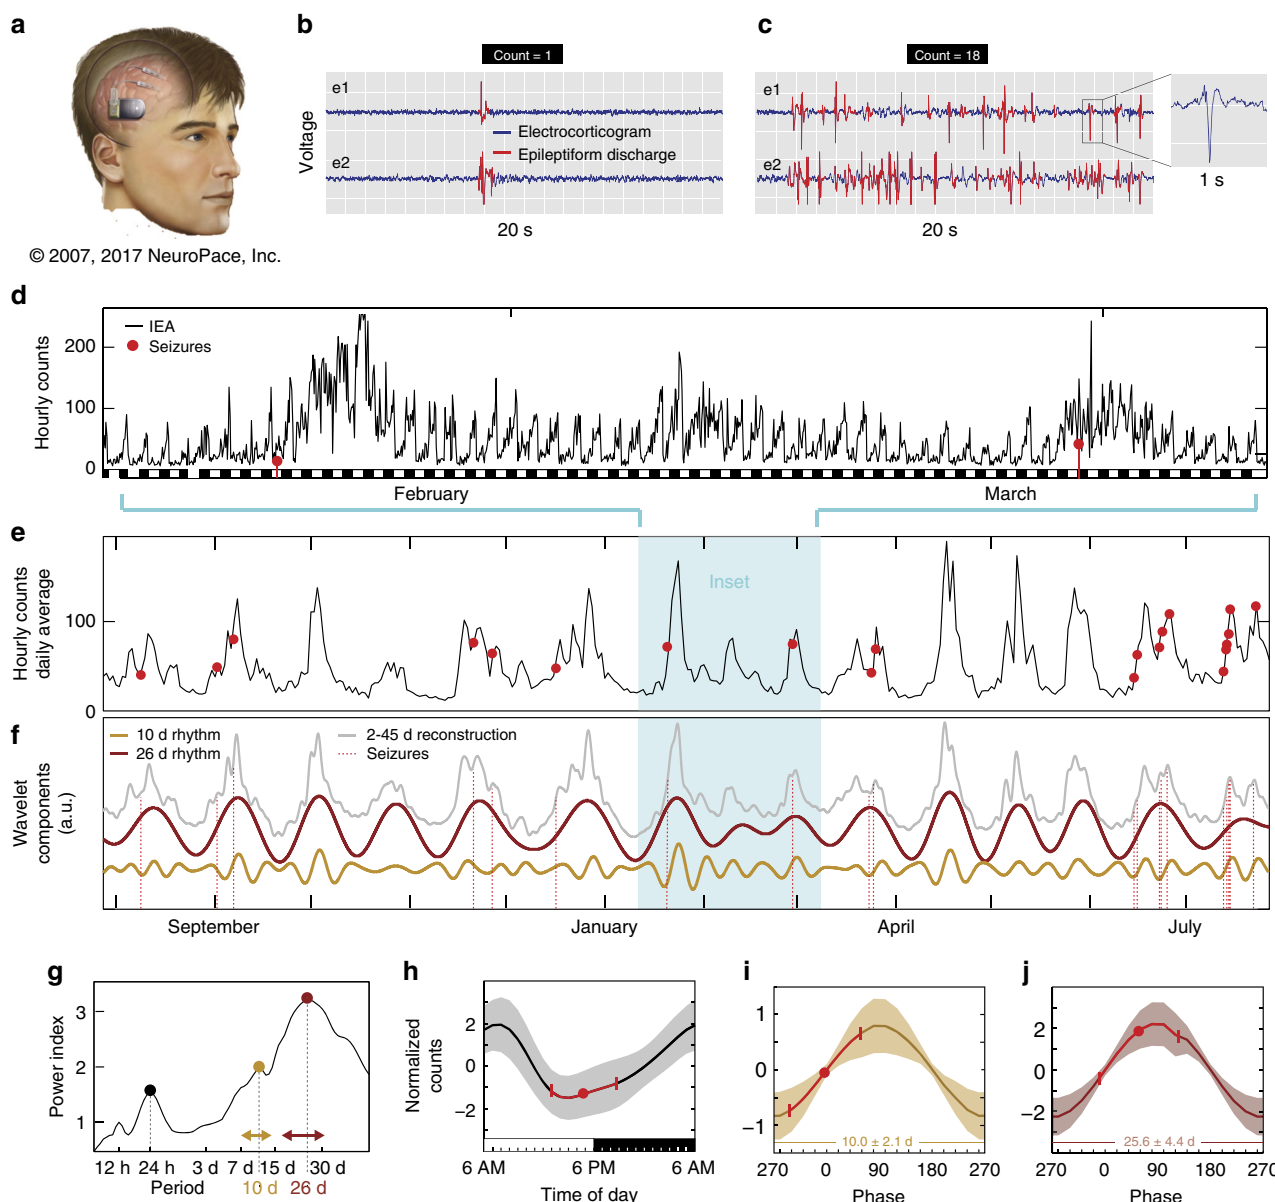 a
© 2007, 2017 NeuroPace, Inc.
b
Count = 1
Voltage
e1
e2
Electrocorticogram
Epileptiform discharge
20 s
c
Count = 18
e1
e2
20 s
1 s
d
Hourly counts
200
100
0
IEA
Seizures
February
March
e
Hourly counts
daily average
100
0
Inset
f
Wavelet
components
(a.u.)
10 d rhythm
26 d rhythm
2-45 d reconstruction
Seizures
September
January
April
July
g
Power index
3
2
1
12 h 24 h 3 d 7 d 15 d 30 d
Period 10 d 26 d
h
Normalized
counts
2
0
−2
6 AM 6 PM 6 AM
Time of day
i
1
0
−1
10.0 ± 2.1 d
270 0 90 180 270
Phase
j
2
0
−2
25.6 ± 4.4 d
270 0 90 180 270
Phase